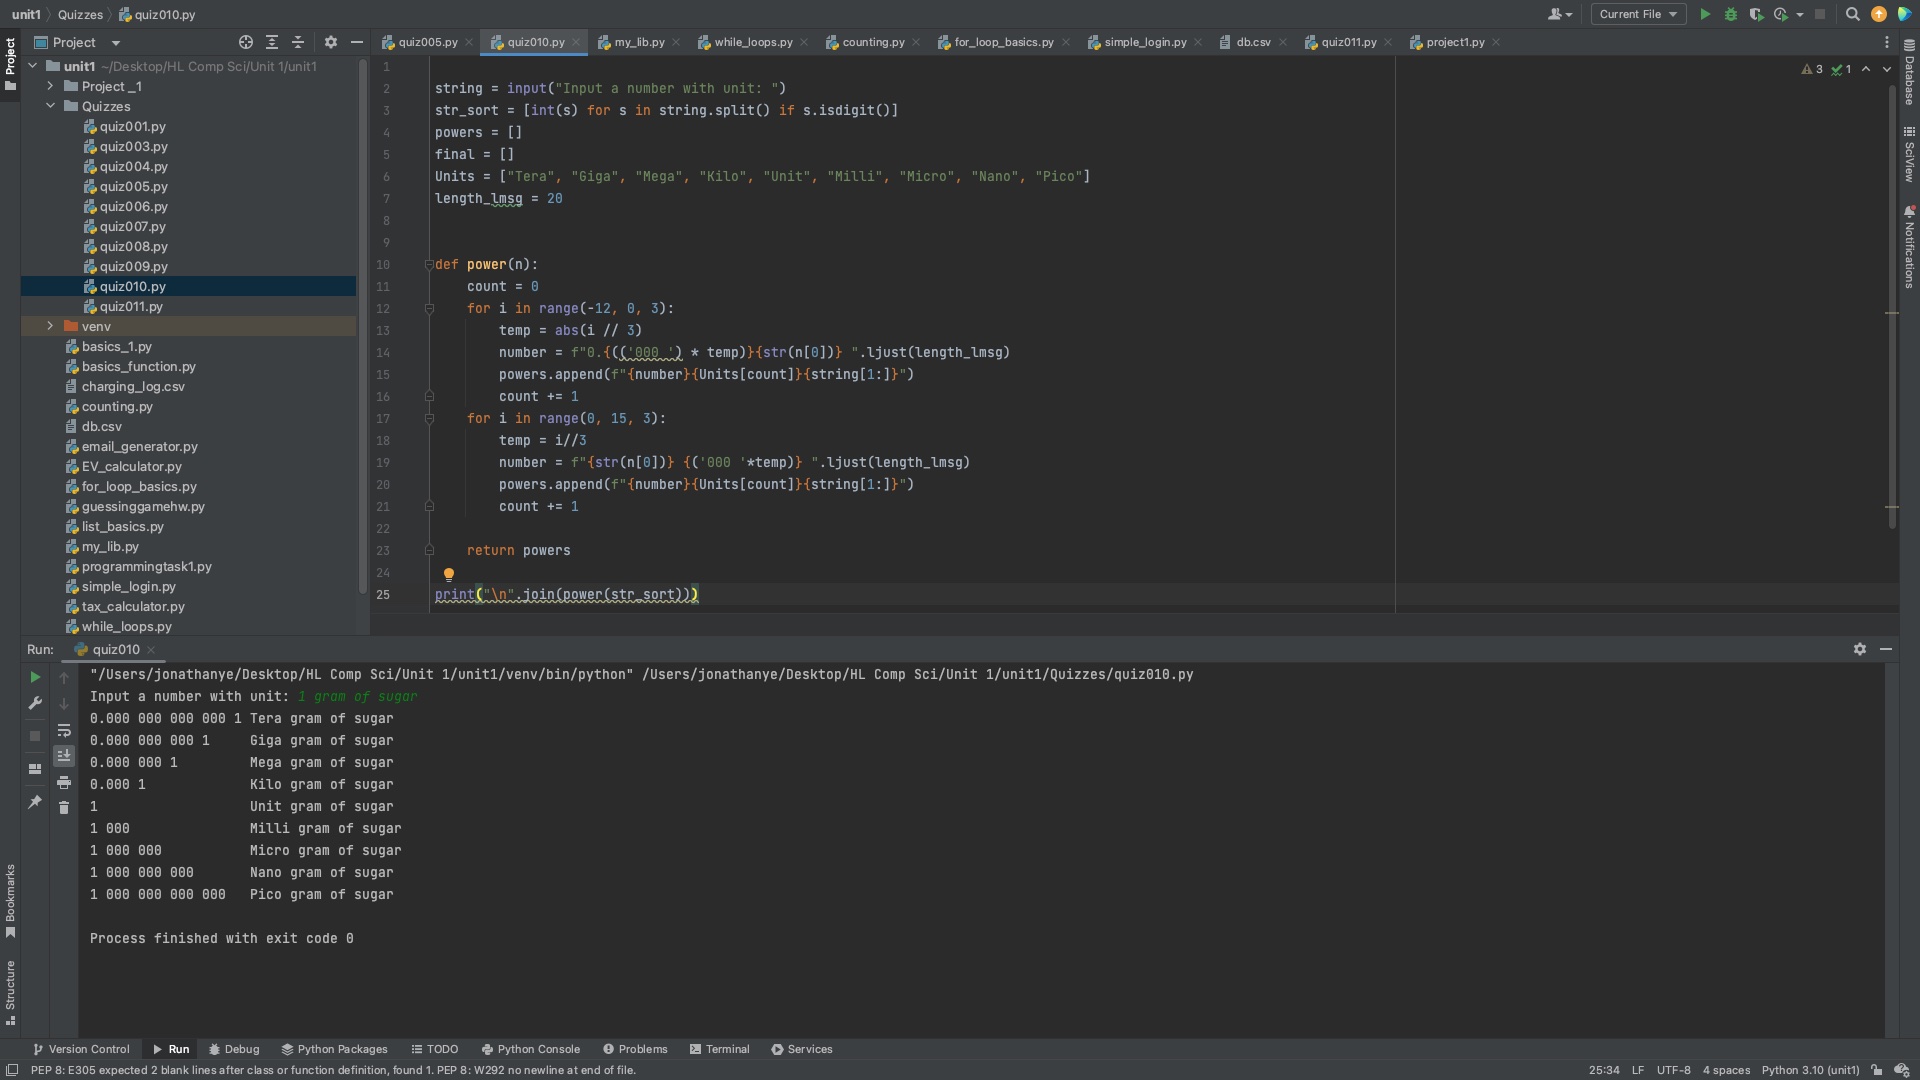 unit1 Quizzes quiz010.py
Current File
Project
quiz005.py quiz010.py my_lib.py while_loops.py counting.py for_loop_basics.py simple_login.py db.csv quiz011.py project1.py
Project
unit1 ~/Desktop/HL Comp Sci/Unit 1/unit1
Project _1
Quizzes
quiz001.py
quiz003.py
quiz004.py
quiz005.py
quiz006.py
quiz007.py
quiz008.py
quiz009.py
quiz010.py
quiz011.py
venv
basics_1.py
basics_function.py
charging_log.csv
counting.py
db.csv
email_generator.py
EV_calculator.py
for_loop_basics.py
guessinggamehw.py
list_basics.py
my_lib.py
programmingtask1.py
simple_login.py
tax_calculator.py
while_loops.py
1
2 string = input("Input a number with unit: ")
3 str_sort = [int(s) for s in string.split() if s.isdigit()]
4 powers = []
5 final = []
6 Units = ["Tera", "Giga", "Mega", "Kilo", "Unit", "Milli", "Micro", "Nano", "Pico"]
7 length_lmsg = 20
8
9
10 def power(n):
11 count = 0
12 for i in range(-12, 0, 3):
13 temp = abs(i // 3)
14 number = f"0.{(('000 ') * temp)}{str(n[0])} ".ljust(length_lmsg)
15 powers.append(f"{number}{Units[count]}{string[1:]}")
16 count += 1
17 for i in range(0, 15, 3):
18 temp = i//3
19 number = f"{str(n[0])} {('000 '*temp)} ".ljust(length_lmsg)
20 powers.append(f"{number}{Units[count]}{string[1:]}")
21 count += 1
22
23 return powers
24
25 print("\n".join(power(str_sort)))
3 1
Database
SciView
Notifications
Run: quiz010
"/Users/jonathanye/Desktop/HL Comp Sci/Unit 1/unit1/venv/bin/python" /Users/jonathanye/Desktop/HL Comp Sci/Unit 1/unit1/Quizzes/quiz010.py
Input a number with unit: 1 gram of sugar
0.000 000 000 000 1 Tera gram of sugar
0.000 000 000 1 Giga gram of sugar
0.000 000 1 Mega gram of sugar
0.000 1 Kilo gram of sugar
1 Unit gram of sugar
1 000 Milli gram of sugar
1 000 000 Micro gram of sugar
1 000 000 000 Nano gram of sugar
1 000 000 000 000 Pico gram of sugar
Process finished with exit code 0
Bookmarks
Structure
Version Control Run Debug Python Packages TODO Python Console Problems Terminal Services
PEP 8: E305 expected 2 blank lines after class or function definition, found 1. PEP 8: W292 no newline at end of file.
25:34 LF UTF-8 4 spaces Python 3.10 (unit1)